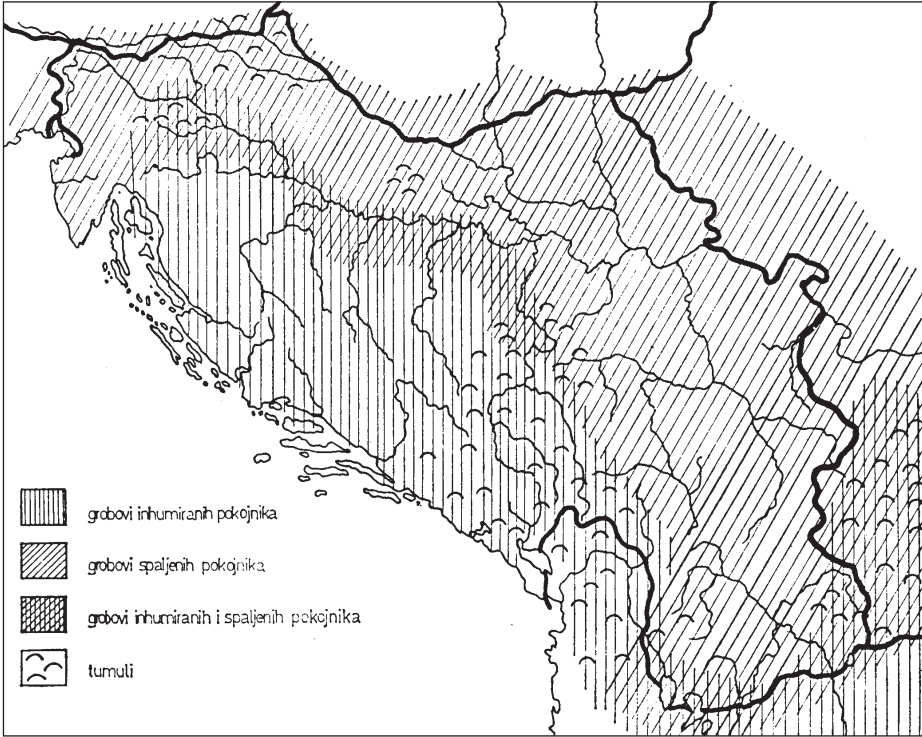 grobovi inhumiranih pokojnika
grobovi spaljenih pokojnika
grobovi inhumiranih i spaljenih pokojnika
tumuli